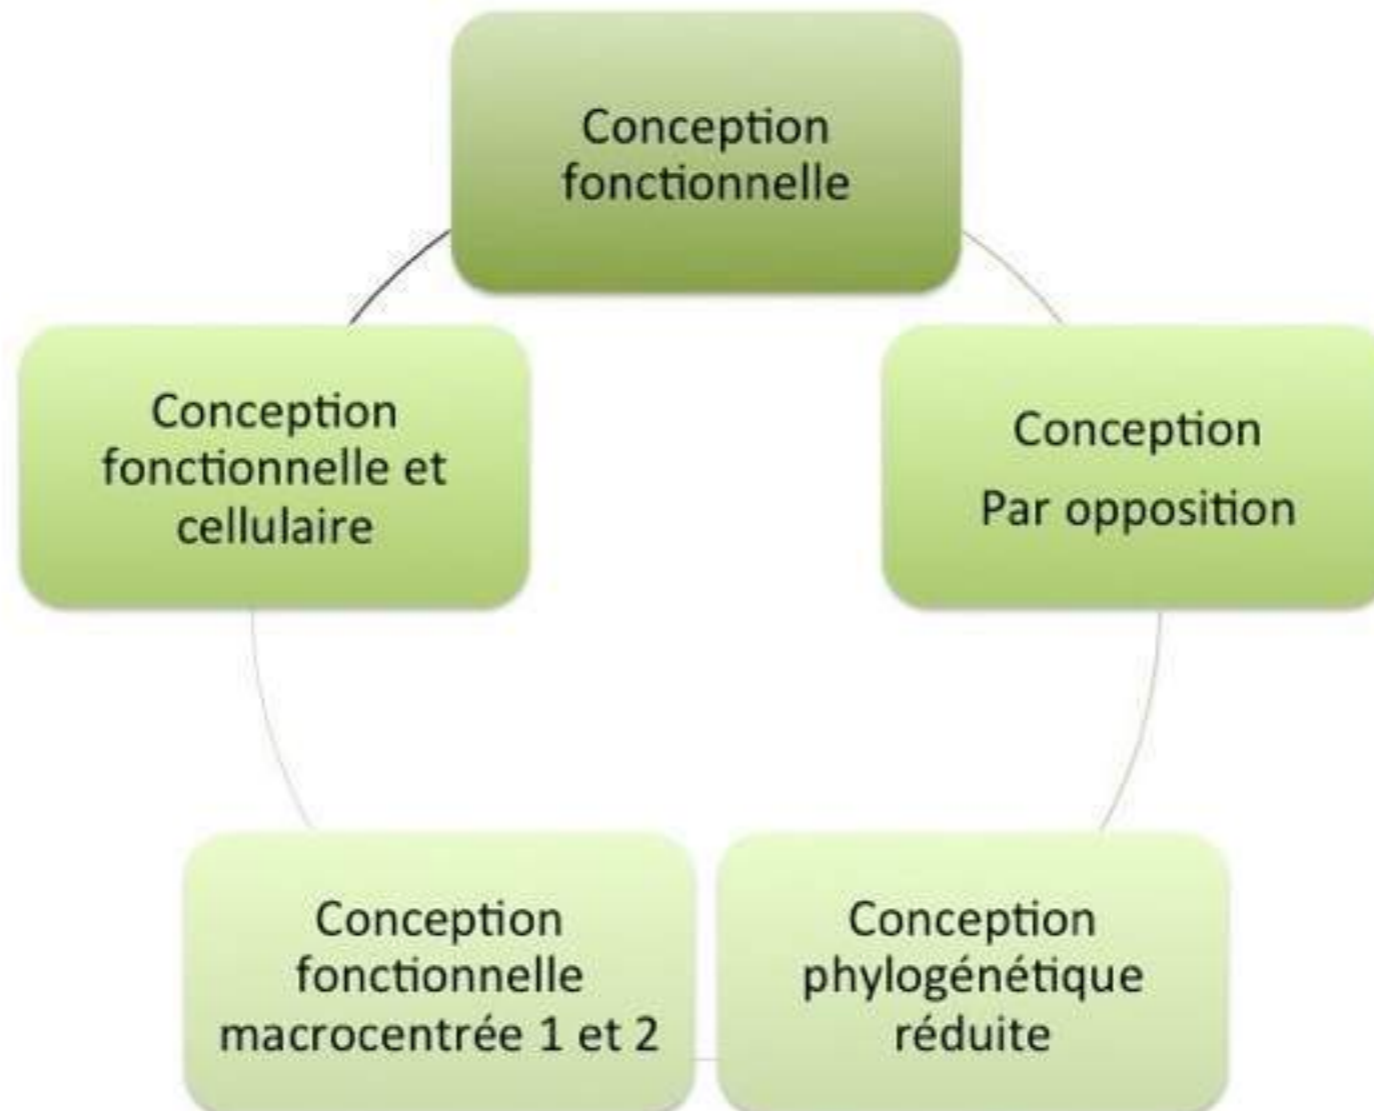 Conception
fonctionnelle
Conception
fonctionnelle et
cellulaire
Conception
Par opposition
Conception
fonctionnelle
macrocentrée 1 et 2
Conception
phylogénétique
réduite